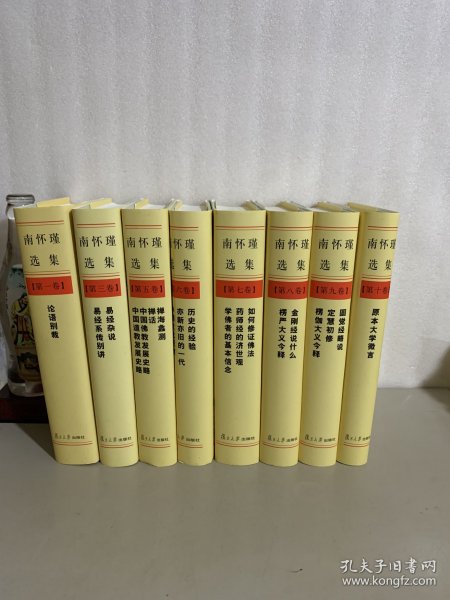 南怀瑾
选集
【第一卷】
论语别裁
复旦大学出版社
南怀瑾
选集
【第三卷】
易经杂说
易经系传别讲
复旦大学出版社
南怀瑾
选集
【第五卷】
禅海蠡测
禅话
中国佛教发展史略
中国道教发展史略
复旦大学出版社
南怀瑾
选集
第六卷】
历史的经验
亦新亦旧的一代
复旦大学出版社
南怀瑾
选集
【第七卷】
如何修证佛法
药师经的济世观
学佛者的基本信念
复旦大学出版社
南怀瑾
选集
【第八卷】
金刚经说什么
楞严大义今释
复旦大学出版社
南怀瑾
选集
【第九卷】
圆觉经略说
定慧初修
楞伽大义今释
复旦大学出版社
南怀瑾
选集
【第十卷】
原本大学微言
复旦大学出版社
孔夫子旧书网
www.kongfz.com